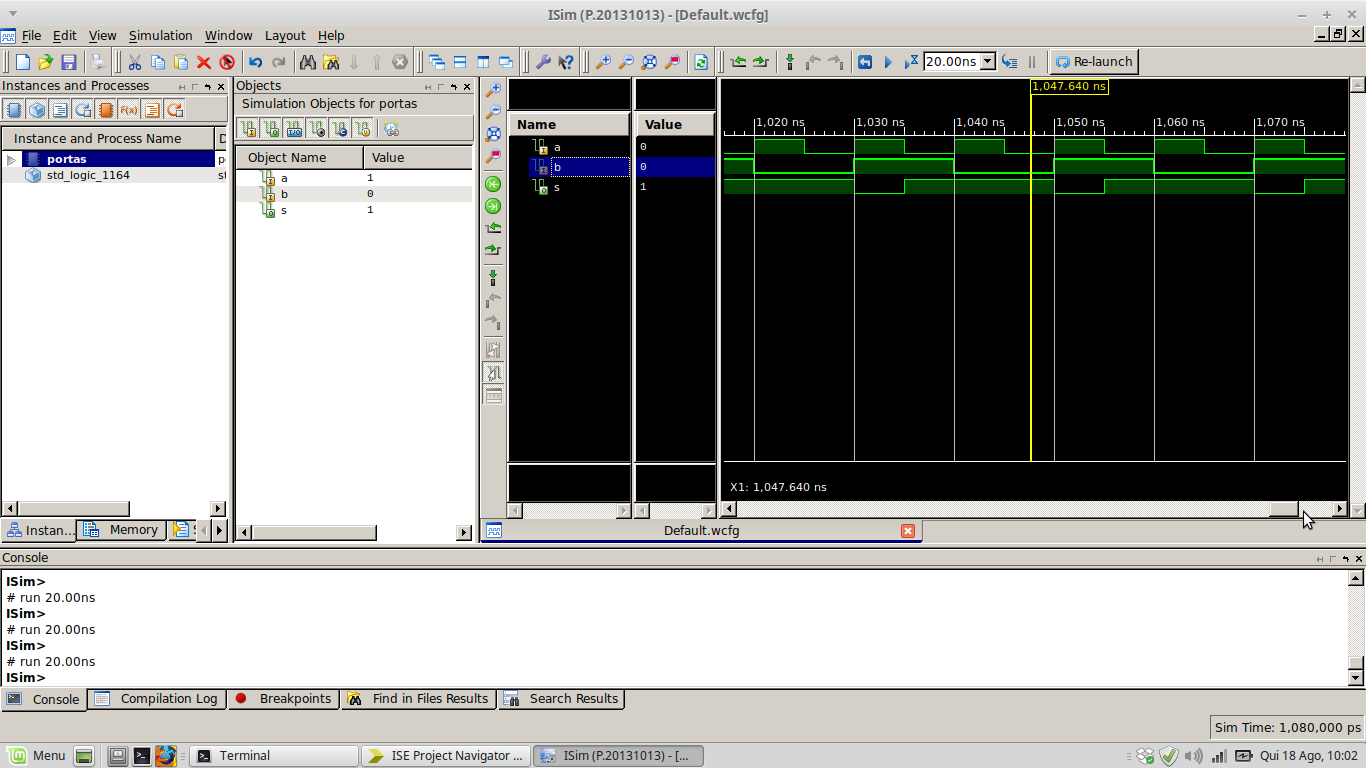 ISim (P.20131013) - [Default.wcfg]
File Edit View Simulation Window Layout Help
20.00ns Re-launch
Instances and Processes
Instance and Process Name D
portas p
std_logic_1164 st
Instan... Memory S
Objects
Simulation Objects for portas
Object Name Value
a 1
b 0
s 1
Name Value
a 0
b 0
s 1
1,047.640 ns
1,020 ns 1,030 ns 1,040 ns 1,050 ns 1,060 ns 1,070 ns
X1: 1,047.640 ns
Default.wcfg
Console
ISim>
# run 20.00ns
ISim>
# run 20.00ns
ISim>
# run 20.00ns
ISim>
Console Compilation Log Breakpoints Find in Files Results Search Results
Sim Time: 1,080,000 ps
Menu Terminal ISE Project Navigator ... ISim (P.20131013) - [... Qui 18 Ago, 10:02